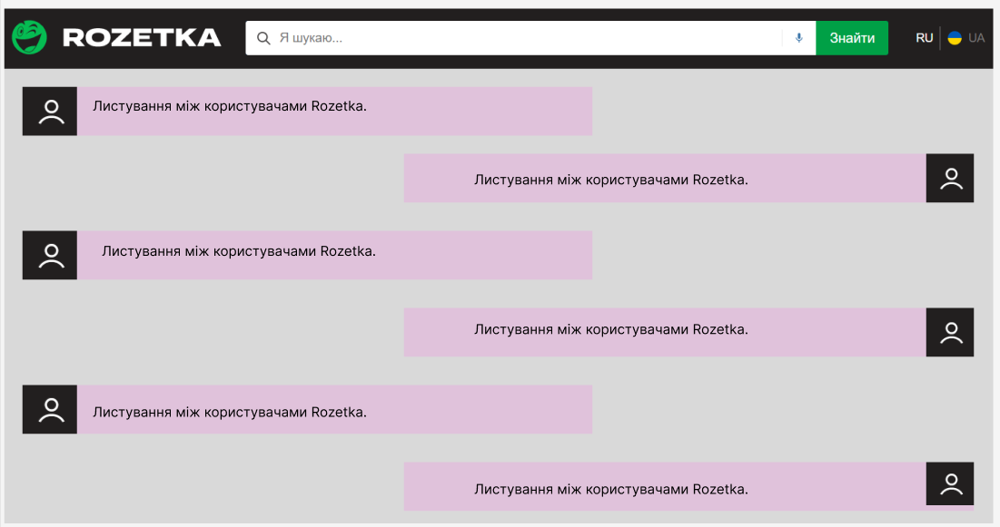 ROZETKA
Я шукаю...
Знайти
RU
UA
Листування між користувачами Rozetka.
Листування між користувачами Rozetka.
Листування між користувачами Rozetka.
Листування між користувачами Rozetka.
Листування між користувачами Rozetka.
Листування між користувачами Rozetka.